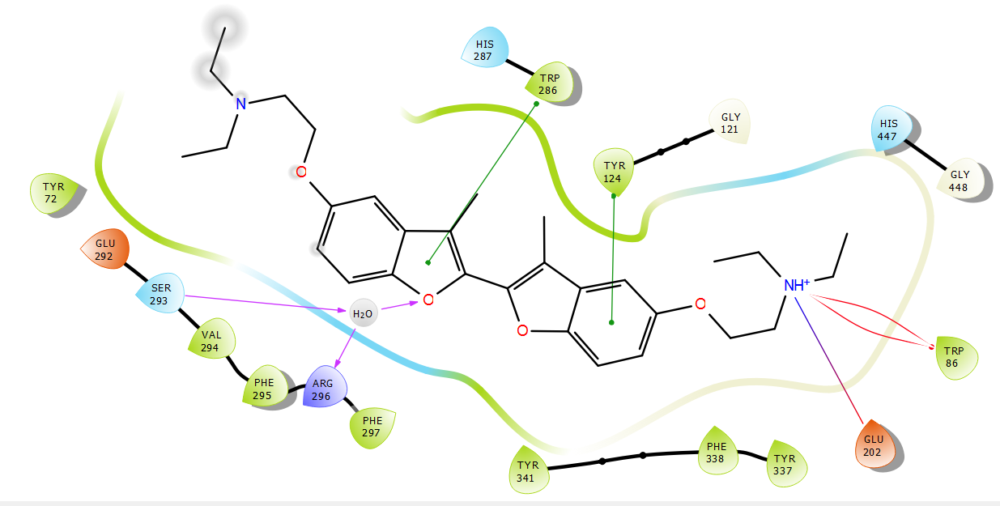 HIS
287
TRP
286
GLY
121
HIS
447
N
TYR
124
GLY
448
O
TYR
72
GLU
292
SER
293
H₂O
O
O
O
NH⁺
VAL
294
TRP
86
PHE
295
ARG
296
PHE
297
GLU
202
TYR
341
PHE
338
TYR
337